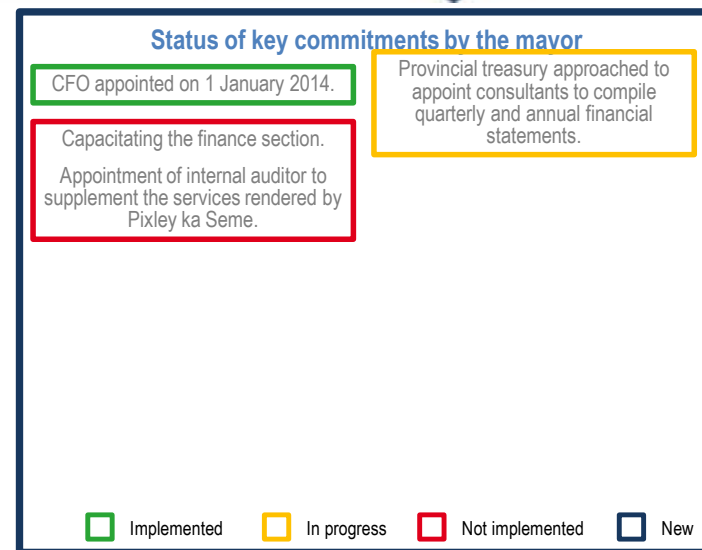 Status of key commitments by the mayor
CFO appointed on 1 January 2014.
Capacitating the finance section.
Appointment of internal auditor to
supplement the services rendered by
Pixley ka Seme.
Provincial treasury approached to
appoint consultants to compile
quarterly and annual financial
statements.
Implemented
In progress
Not implemented
New